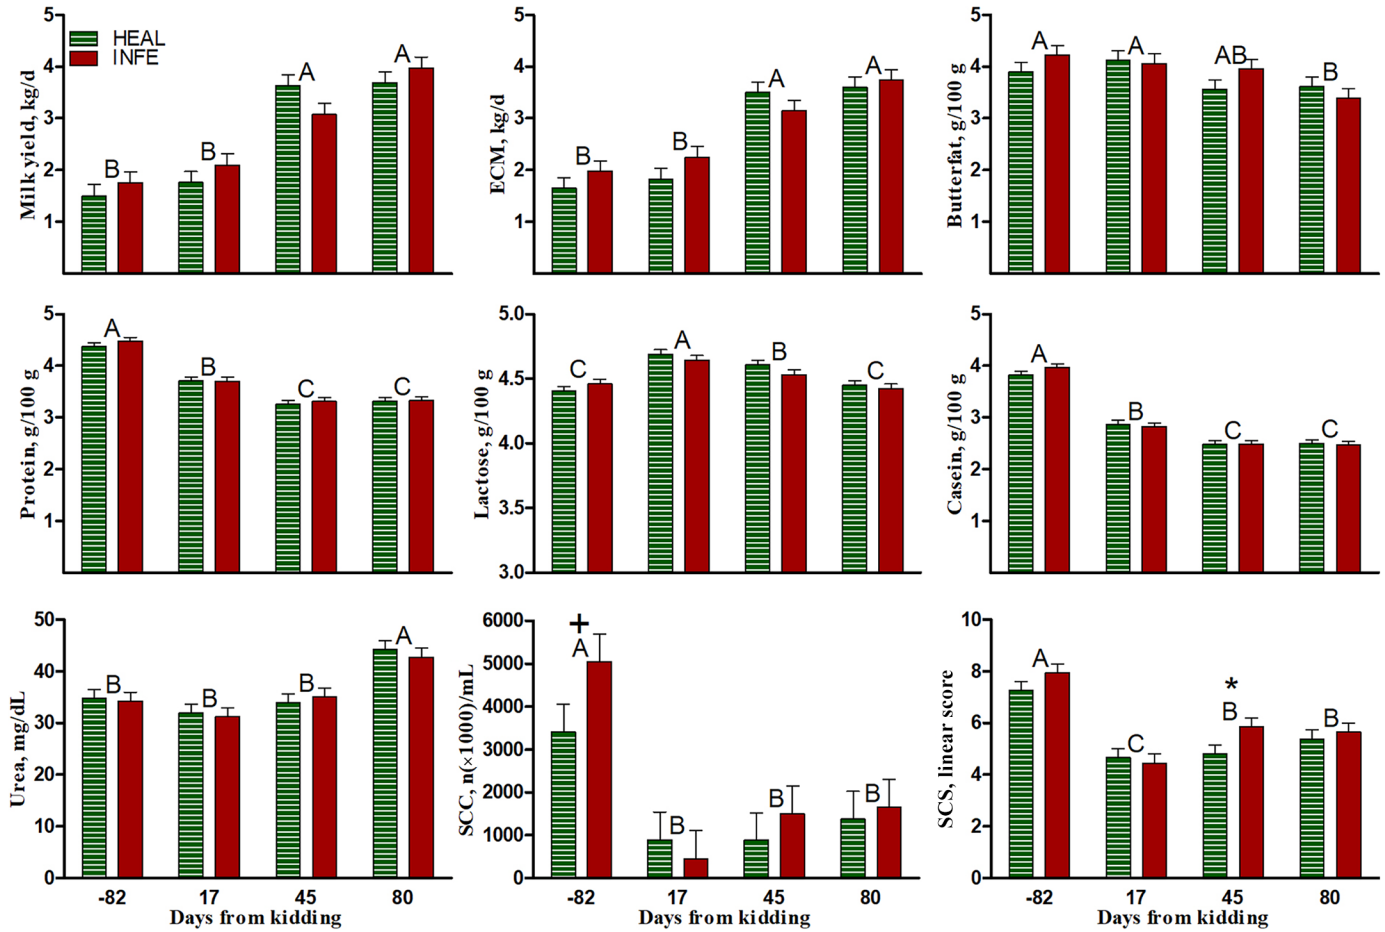 HEAL
INFE
Milk yield, kg/d
5
4
3
2
1
B
B
A
A
ECM, kg/d
5
4
3
2
1
B
B
A
A
Butterfat, g/100 g
5
4
3
2
1
A
A
AB
B
Protein, g/100 g
5
4
3
2
1
A
B
C
C
Lactose, g/100 g
5.0
4.5
4.0
3.5
3.0
C
A
B
C
Casein, g/100 g
5
4
3
2
1
A
B
C
C
Urea, mg/dL
50
40
30
20
10
0
B
B
B
A
-82 17 45 80
Days from kidding
SCC, n(×1000)/mL
6000
5000
4000
3000
2000
1000
0
+
A
B
B
B
-82 17 45 80
Days from kidding
SCS, linear score
10
8
6
4
2
0
A
C
*
B
B
-82 17 45 80
Days from kidding